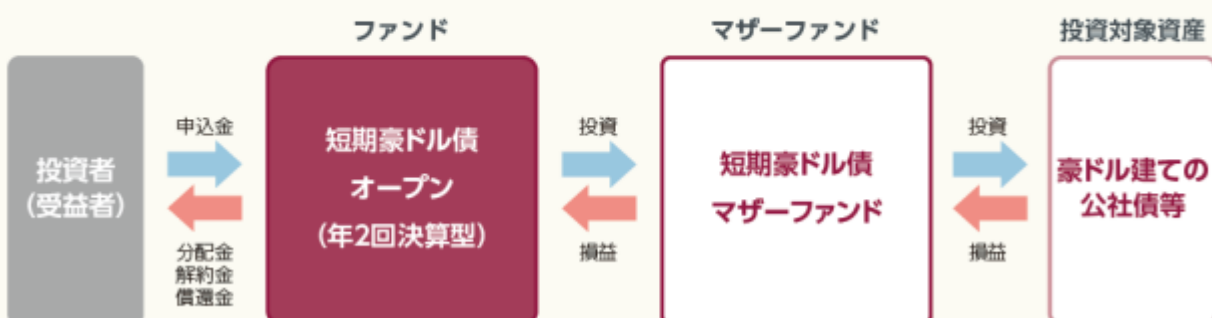 ファンド
マザーファンド
投資対象資産
投資者
（受益者）
申込金
分配金
解約金
償還金
短期豪ドル債
オープン
（年2回決算型）
投資
損益
短期豪ドル債
マザーファンド
投資
損益
豪ドル建ての
公社債等